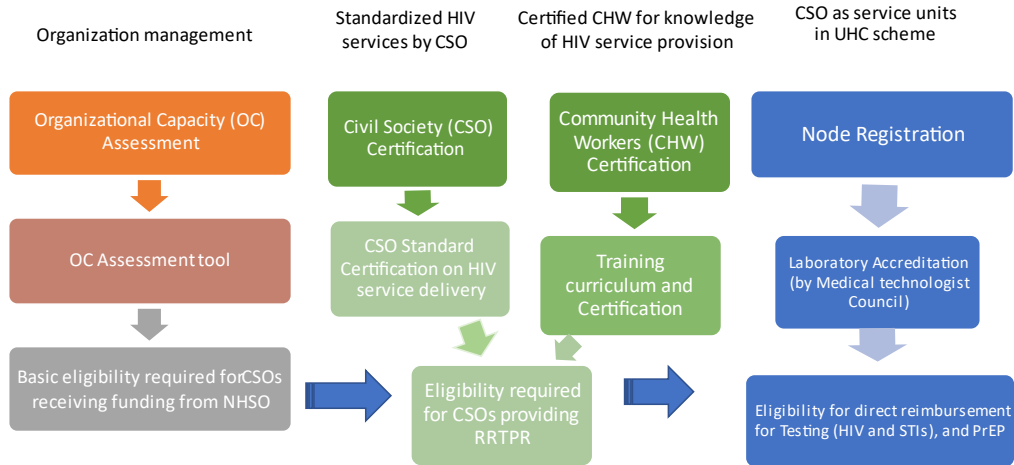 Organization management
Standardized HIV
services by CSO
Certified CHW for knowledge
of HIV service provision
CSO as service units
in UHC scheme
Organizational Capacity (OC)
Assessment
Civil Society (CSO)
Certification
Community Health
Workers (CHW)
Certification
Node Registration
OC Assessment tool
CSO Standard
Certification on HIV
service delivery
Training
curriculum and
Certification
Laboratory Accreditation
(by Medical technologist
Council)
Basic eligibility required forCSOs
receiving funding from NHSO
Eligibility required
for CSOs providing
RRTPR
Eligibility for direct reimbursement
for Testing (HIV and STIs), and PrEP